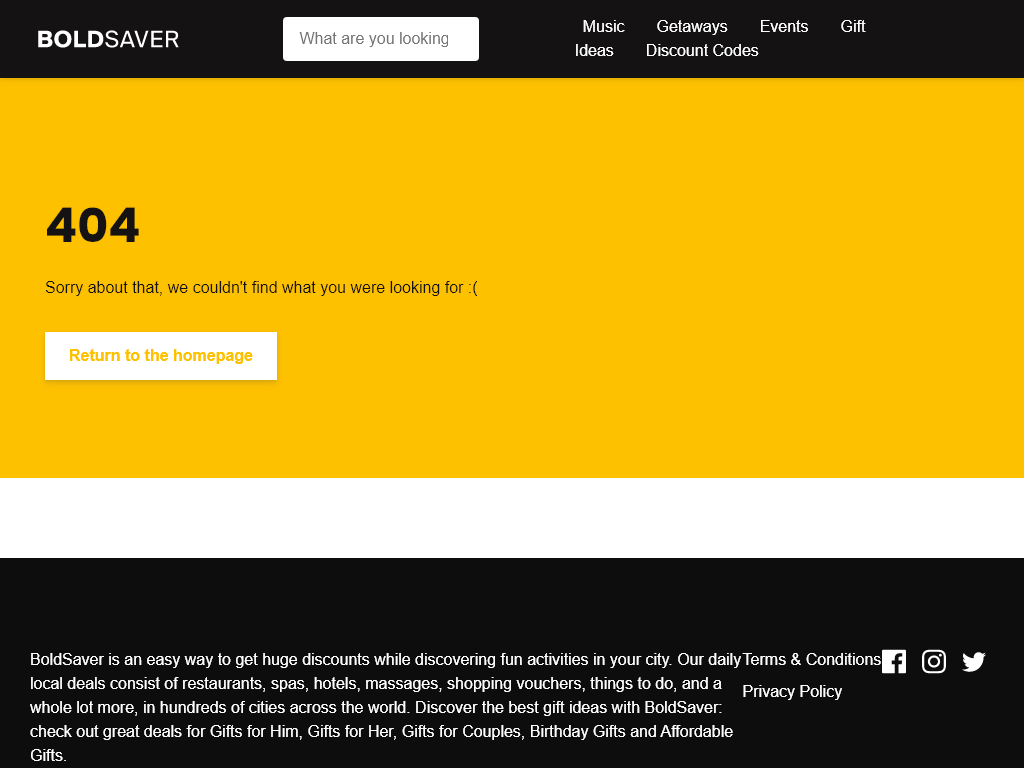 BOLDSAVER
What are you looking
Music Getaways Events Gift
Ideas Discount Codes
404
Sorry about that, we couldn't find what you were looking for :(
Return to the homepage
BoldSaver is an easy way to get huge discounts while discovering fun activities in your city. Our daily
local deals consist of restaurants, spas, hotels, massages, shopping vouchers, things to do, and a
whole lot more, in hundreds of cities across the world. Discover the best gift ideas with BoldSaver:
check out great deals for Gifts for Him, Gifts for Her, Gifts for Couples, Birthday Gifts and Affordable
Gifts.
Terms & Conditions
Privacy Policy